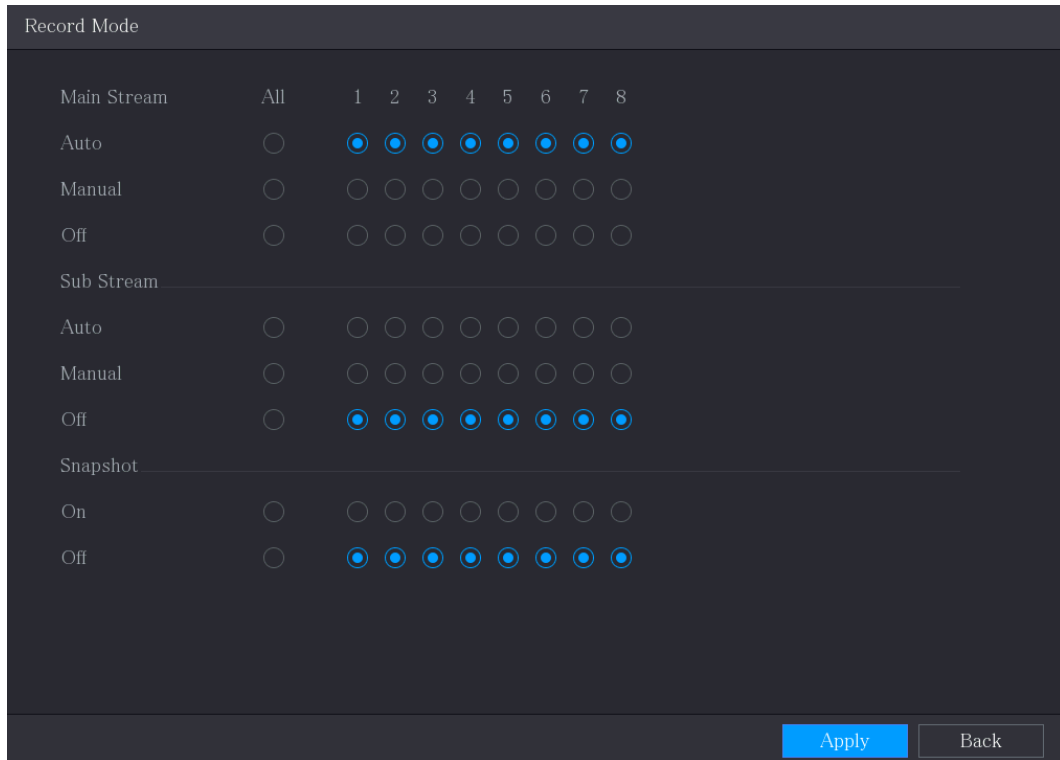 Record Mode
Main Stream All 1 2 3 4 5 6 7 8
Auto
Manual
Off
Sub Stream
Auto
Manual
Off
Snapshot
On
Off
Apply Back